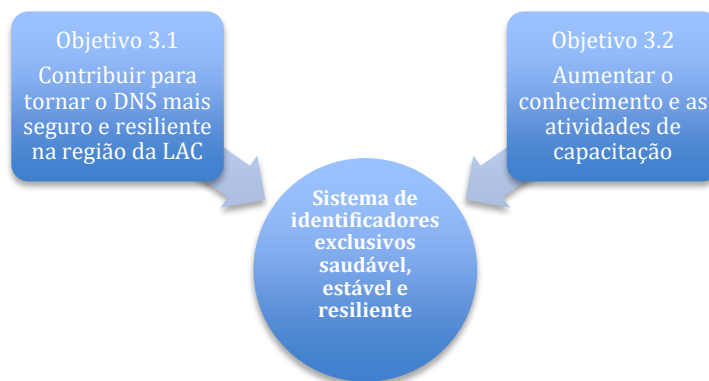 Objetivo 3.1
Contribuir para
tornar o DNS mais
seguro e resiliente
na região da LAC
Objetivo 3.2
Aumentar o
conhecimento e as
atividades de
capacitação
Sistema de
identificadores
exclusivos
saudável,
estável e
resiliente